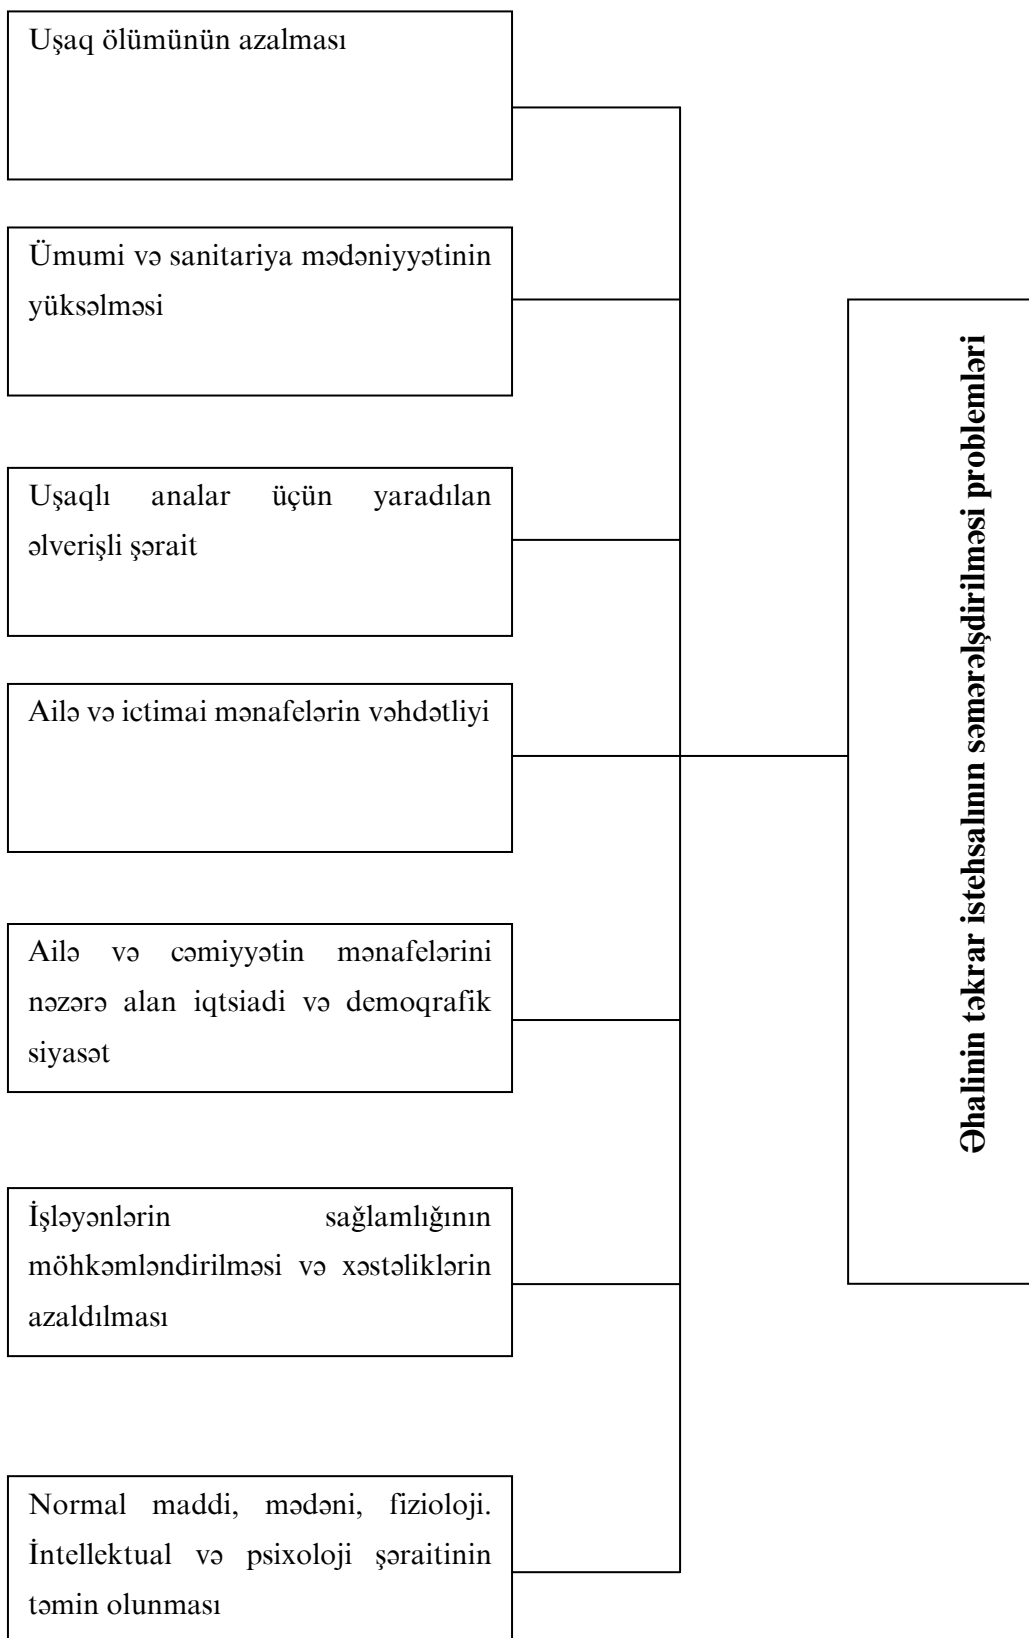 Uşaq ölümünün azalması
Ümumi və sanitariya mədəniyyətinin
yüksəlməsi
Uşaqlı analar üçün yaradılan
əlverişli şərait
Ailə və ictimai mənafelərin vəhdətliyi
Ailə və cəmiyyətin mənafelərini
nəzərə alan iqtsiadi və demoqrafik
siyasət
İşləyənlərin sağlamlığının
möhkəmləndirilməsi və xəstəliklərin
azaldılması
Normal maddi, mədəni, fizioloji.
İntellektual və psixoloji şəraitinin
təmin olunması
Əhalinin təkrar istehsalının səmərəlşdirilməsi problemləri